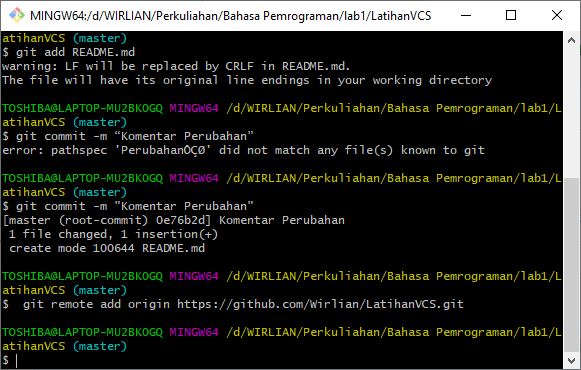 MINGW64:/d/WIRLIAN/Perkuliahan/Bahasa Pemrograman/lab1/LatihanVCS
atihanVCS (master)
$ git add README.md
warning: LF will be replaced by CRLF in README.md.
The file will have its original line endings in your working directory
TOSHIBA@LAPTOP-MU2BKOGQ MINGW64 /d/WIRLIAN/Perkuliahan/Bahasa Pemrograman/lab1/L
atihanVCS (master)
$ git commit -m “Komentar Perubahan”
error: pathspec 'PerubahanÔÇØ' did not match any file(s) known to git
TOSHIBA@LAPTOP-MU2BKOGQ MINGW64 /d/WIRLIAN/Perkuliahan/Bahasa Pemrograman/lab1/L
atihanVCS (master)
$ git commit -m "Komentar Perubahan"
[master (root-commit) 0e76b2d] Komentar Perubahan
 1 file changed, 1 insertion(+)
 create mode 100644 README.md
TOSHIBA@LAPTOP-MU2BKOGQ MINGW64 /d/WIRLIAN/Perkuliahan/Bahasa Pemrograman/lab1/L
atihanVCS (master)
$  git remote add origin https://github.com/Wirlian/LatihanVCS.git
TOSHIBA@LAPTOP-MU2BKOGQ MINGW64 /d/WIRLIAN/Perkuliahan/Bahasa Pemrograman/lab1/L
atihanVCS (master)
$